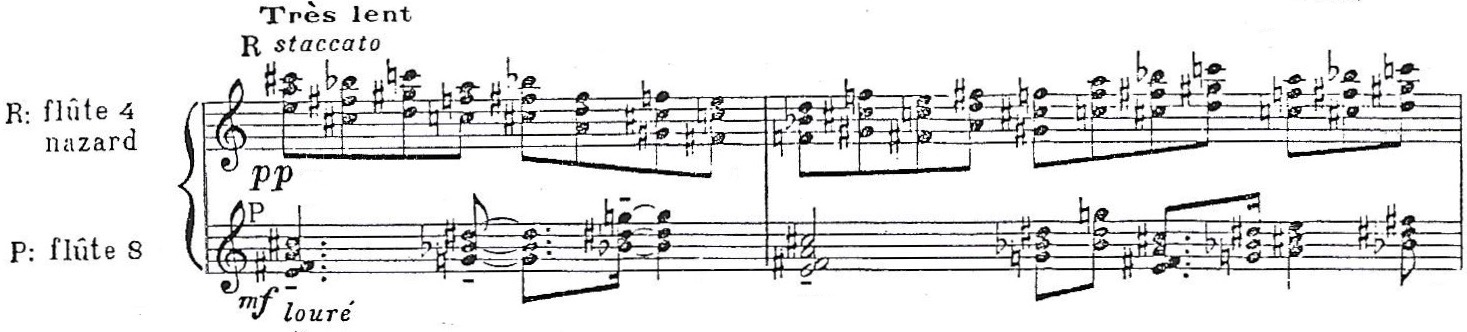 Très lent
R staccato
R: flûte 4
nazard
pp
P
P: flûte 8
mf louré